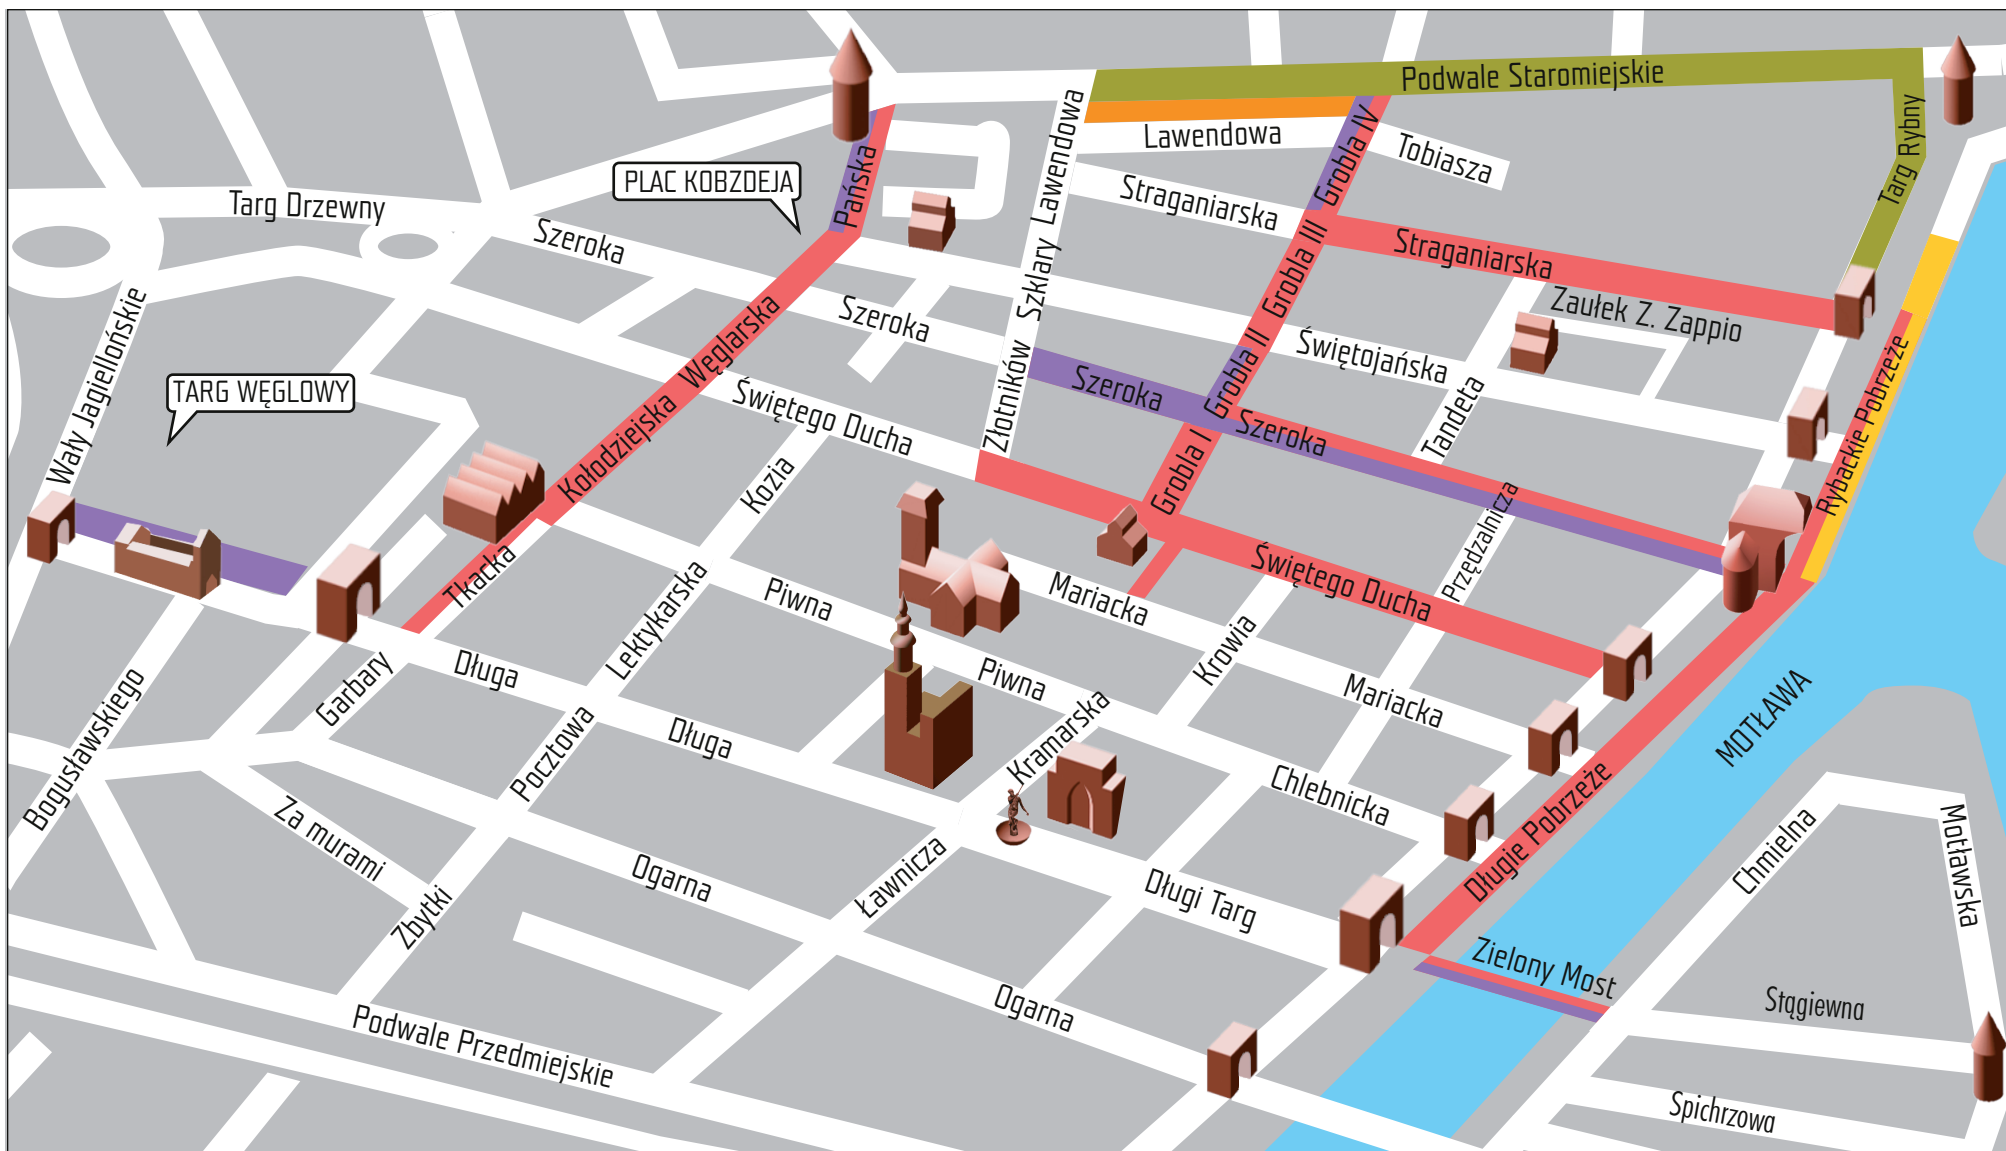 Podwale Staromiejskie
Targ Rybny
Lawendowa
Lawendowa
Tobiasza
Grobla IV
Pańska
PLAC KOBZDEJA
Targ Drzewny
Szeroka
Straganiarska
Straganiarska
Szklary
Grobla III
Zaułek Z. Zappio
Wały Jagiellońskie
Węglarska
Szeroka
Świętojańska
Złotników
Grobla II
TARG WĘGLOWY
Szeroka
Szeroka
Tandeta
Rybackie Pobrzeże
Świętego Ducha
Kołodziejska
Kozia
Grobla I
Przędzalnicza
Tkacka
Piwna
Mariacka
Świętego Ducha
Lektykarska
Krowia
Garbary
Długa
Piwna
Mariacka
MOTŁAWA
Bogusławskiego
Pocztowa
Długa
Kramarska
Chlebnicka
Długie Pobrzeże
Za murami
Ogarna
Ławnicza
Długi Targ
Chmielna
Motławska
Zbytki
Zielony Most
Ogarna
Stągiewna
Podwale Przedmiejskie
Spichrzowa